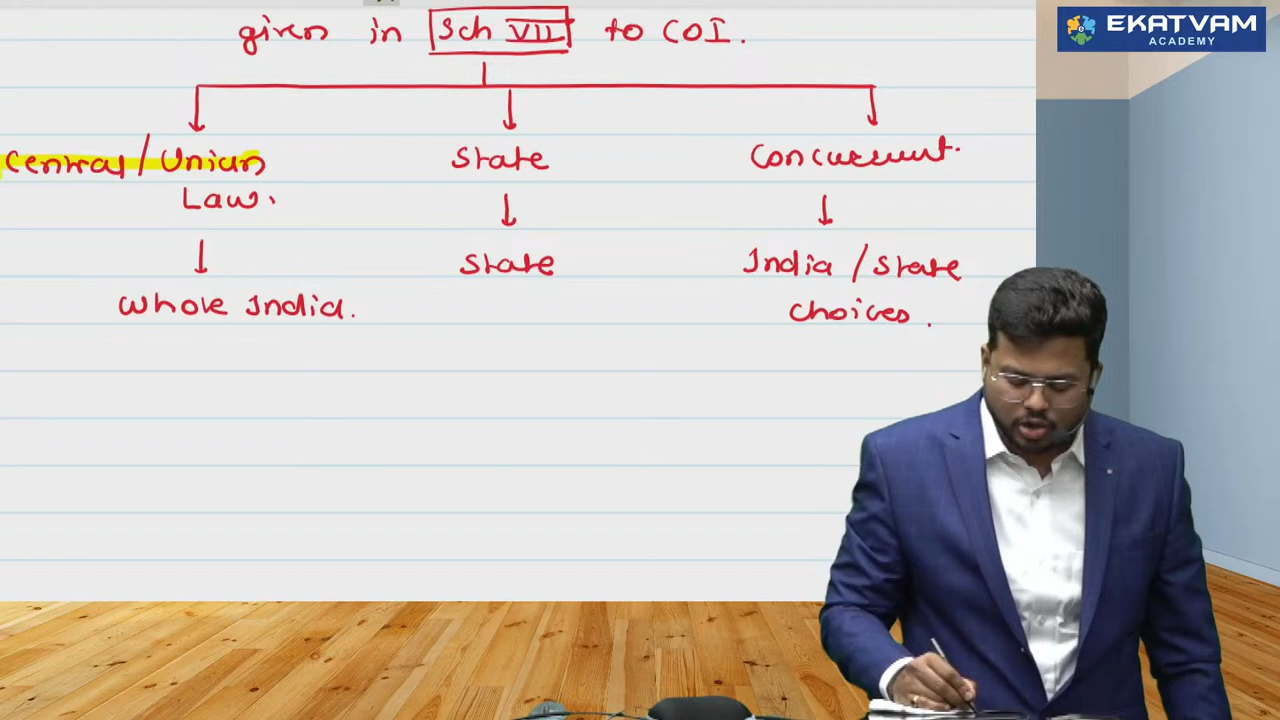 given in Sch VII to COI.
Central/Union State Concurrent.
Law.
State India/State
Whole India. choices.
EKATVAM
ACADEMY